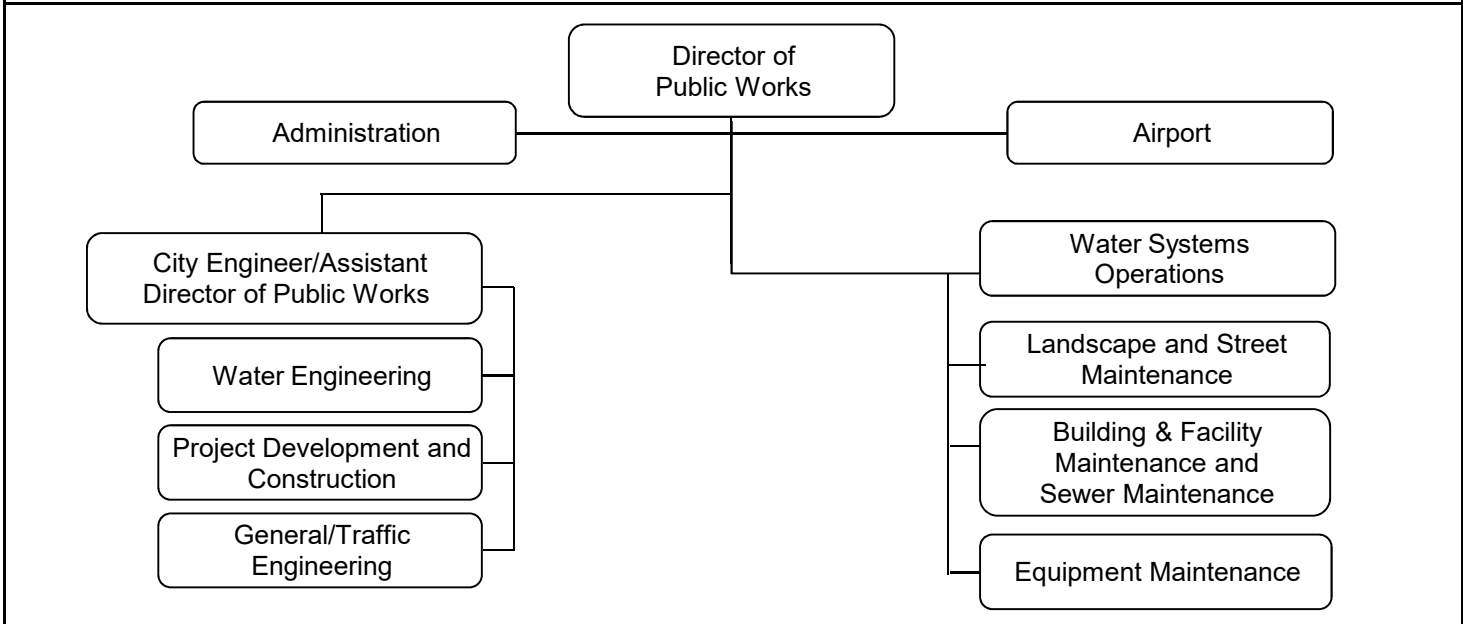 Director of
Public Works
Administration
Airport
City Engineer/Assistant
Director of Public Works
Water Engineering
Project Development and
Construction
General/Traffic
Engineering
Water Systems
Operations
Landscape and Street
Maintenance
Building & Facility
Maintenance and
Sewer Maintenance
Equipment Maintenance